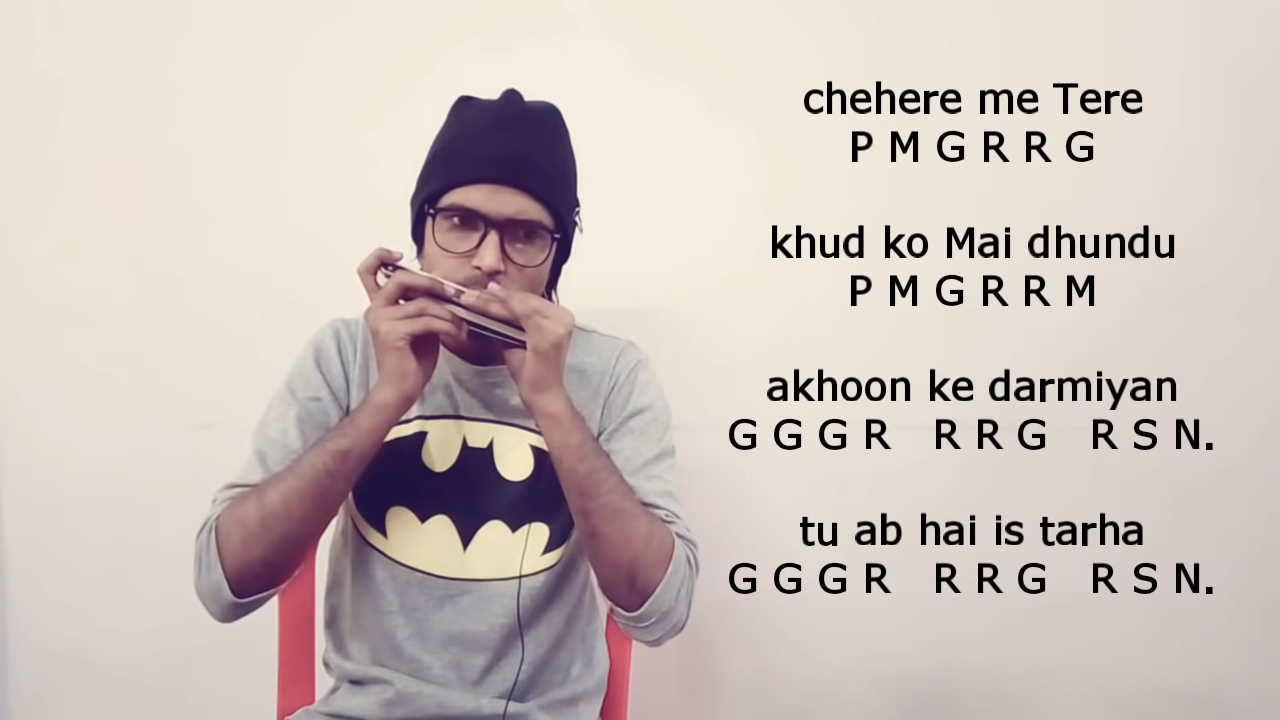 chehere me Tere
P M G R R G
khud ko Mai dhundu
P M G R R M
akhoon ke darmiyan
G G G R R R G R S N.
tu ab hai is tarha
G G G R R R G R S N.